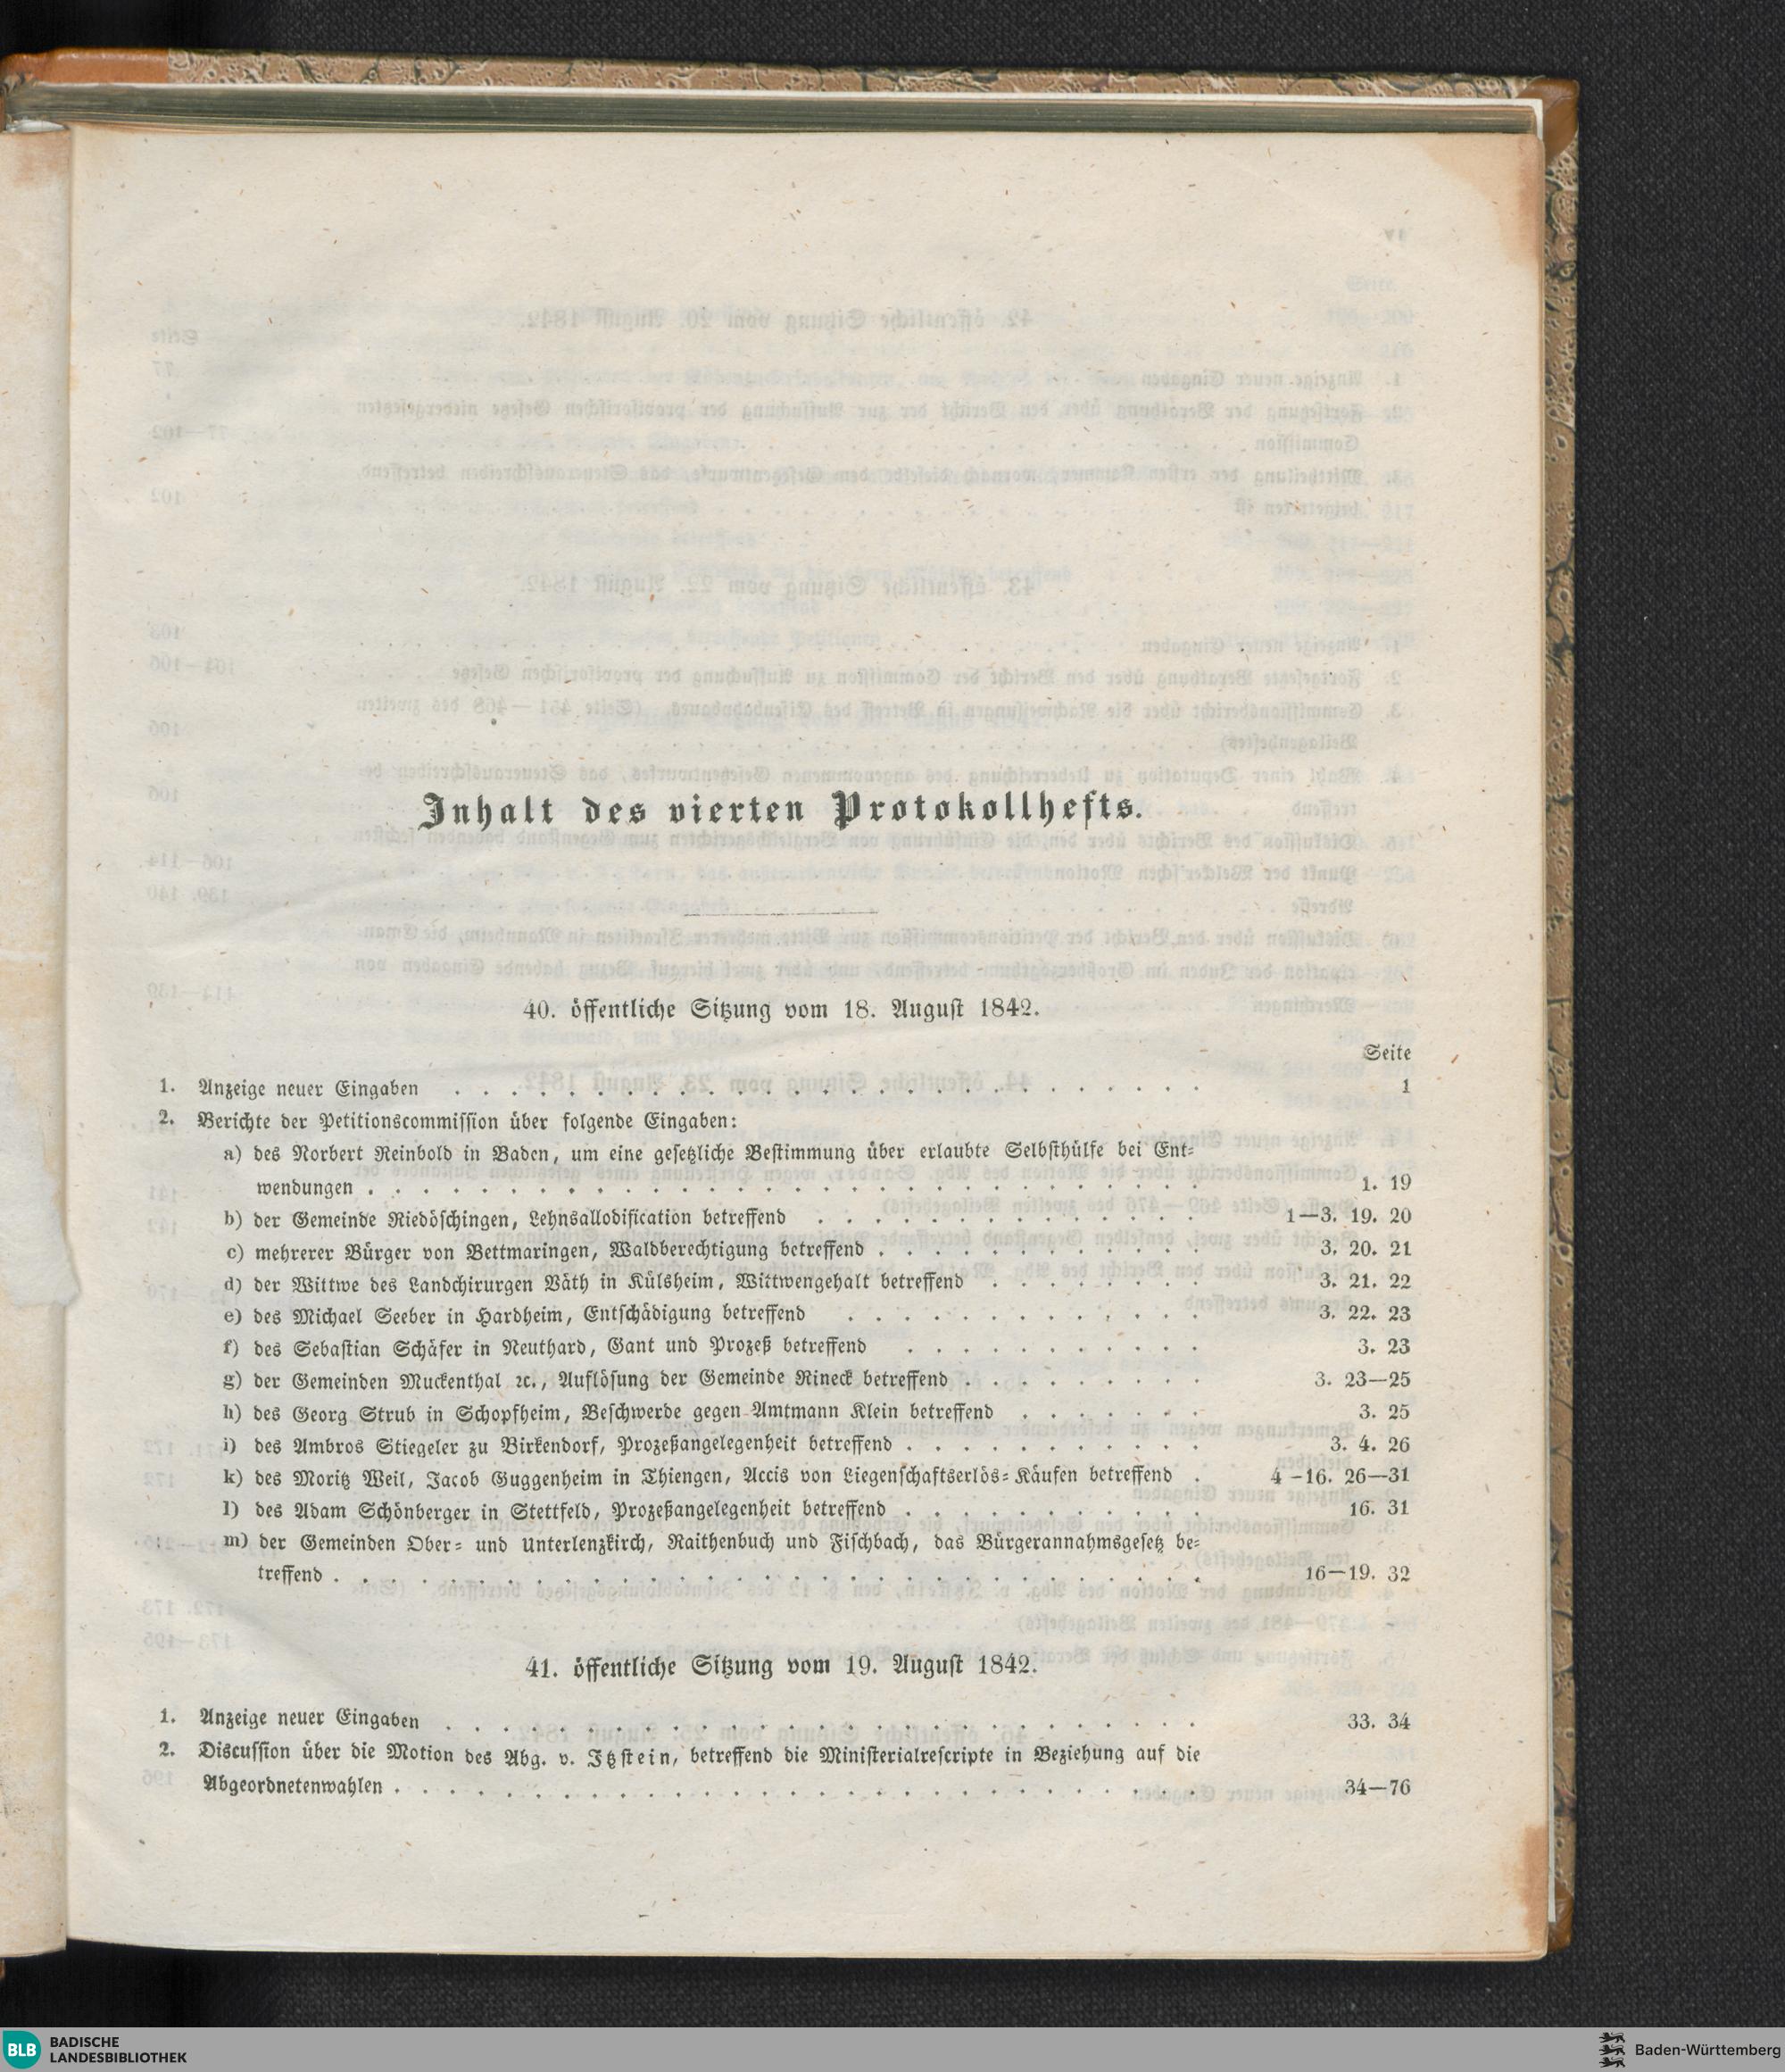 Inhalt des vierten Protokollhefts.
40. öffentliche Sitzung vom 18. August 1842.
Seite
1. Anzeige neuer Eingaben . . . . . . . . . . 1
2. Berichte der Petitionscommission über folgende Eingaben:
a) des Norbert Reinbold in Baden, um eine gesetzliche Bestimmung über erlaubte Selbsthülfe bei Ent-
wendungen . . . . . . . . . . 1. 19
b) der Gemeinde Riedöschingen, Lehnsallodification betreffend . . . . . . . . . . 1—3. 19. 20
c) mehrerer Bürger von Bettmaringen, Waldberechtigung betreffend . . . . . . . . . . 3. 20. 21
d) der Wittwe des Landchirurgen Väth in Külsheim, Wittwengehalt betreffend . . . . . . . . 3. 21. 22
e) des Michael Seeber in Hardheim, Entschädigung betreffend . . . . . . . . . . 3. 22. 23
f) des Sebastian Schäfer in Neuthard, Gant und Prozeß betreffend . . . . . . . . . . 3. 23
g) der Gemeinden Muckenthal ꝛc., Auflösung der Gemeinde Rineck betreffend . . . . . . . . . 3. 23—25
h) des Georg Strub in Schopfheim, Beschwerde gegen Amtmann Klein betreffend . . . . . . . 3. 25
i) des Ambros Stiegeler zu Birkendorf, Prozeßangelegenheit betreffend . . . . . . . . . . 3. 4. 26
k) des Moritz Weil, Jacob Guggenheim in Thiengen, Accis von Liegenschaftserlös-Käufen betreffend . 4 –16. 26—31
l) des Adam Schönberger in Stettfeld, Prozeßangelegenheit betreffend . . . . . . . . . . 16. 31
m) der Gemeinden Ober- und Unterlenzkirch, Raithenbuch und Fischbach, das Bürgerannahmsgesetz be-
treffend . . . . . . . . . . 16—19. 32
41. öffentliche Sitzung vom 19. August 1842.
1. Anzeige neuer Eingaben . . . . . . . . . . 33. 34
2. Discussion über die Motion des Abg. v. Itzstein, betreffend die Ministerialrescripte in Beziehung auf die
Abgeordnetenwahlen . . . . . . . . . . 34—76
BLB BADISCHE
LANDESBIBLIOTHEK
Baden-Württemberg